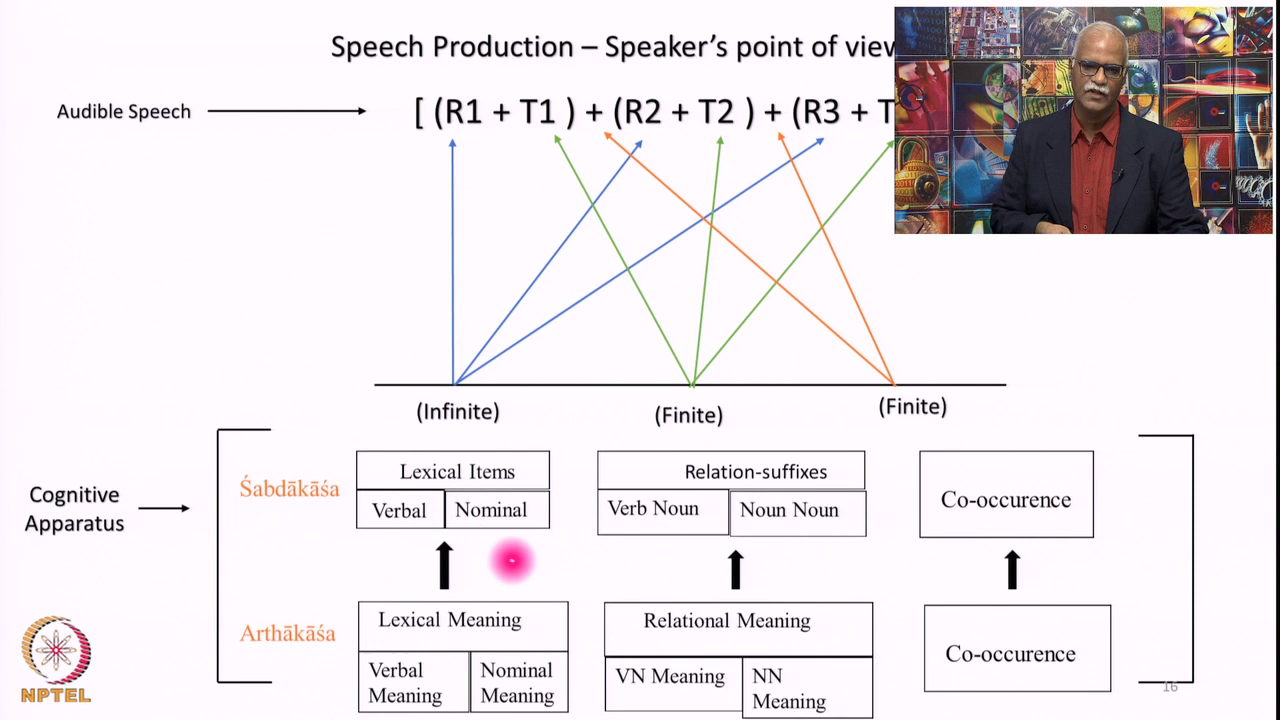 Speech Production – Speaker's point of view
Audible Speech
[ (R1 + T1 ) + (R2 + T2 ) + (R3 + T
(Infinite)
(Finite)
(Finite)
Cognitive
Apparatus
Śabdākāśa
Lexical Items
Verbal
Nominal
Relation-suffixes
Verb Noun
Noun Noun
Co-occurence
Arthākāśa
Lexical Meaning
Verbal
Meaning
Nominal
Meaning
Relational Meaning
VN Meaning
NN
Meaning
Co-occurence
16
NPTEL